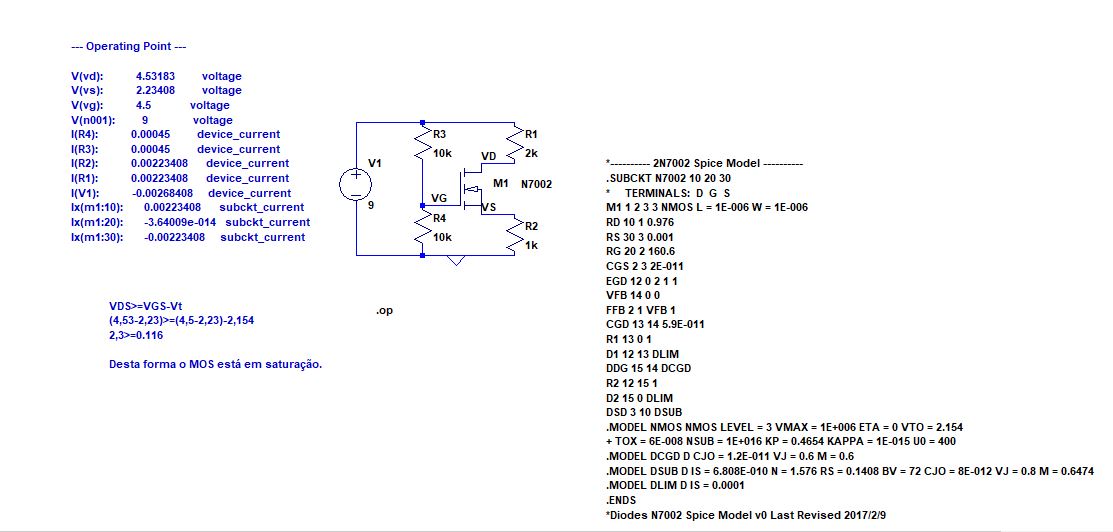 --- Operating Point ---
V(vd): 4.53183 voltage
V(vs): 2.23408 voltage
V(vg): 4.5 voltage
V(n001): 9 voltage
I(R4): 0.00045 device_current
I(R3): 0.00045 device_current
I(R2): 0.00223408 device_current
I(R1): 0.00223408 device_current
I(V1): -0.00268408 device_current
Ix(m1:10): 0.00223408 subckt_current
Ix(m1:20): -3.64009e-014 subckt_current
Ix(m1:30): -0.00223408 subckt_current
VDS>=VGS-Vt
(4,53-2,23)>=(4,5-2,23)-2,154
2,3>=0.116
Desta forma o MOS está em saturação.
V1
9
R3
10k
R1
2k
VD
M1 N7002
VG
VS
R4
10k
R2
1k
.op
*---------- 2N7002 Spice Model ----------
.SUBCKT N7002 10 20 30
* TERMINALS: D G S
M1 1 2 3 3 NMOS L = 1E-006 W = 1E-006
RD 10 1 0.976
RS 30 3 0.001
RG 20 2 160.6
CGS 2 3 2E-011
EGD 12 0 2 1 1
VFB 14 0 0
FFB 2 1 VFB 1
CGD 13 14 5.9E-011
R1 13 0 1
D1 12 13 DLIM
DDG 15 14 DCGD
R2 12 15 1
D2 15 0 DLIM
DSD 3 10 DSUB
.MODEL NMOS NMOS LEVEL = 3 VMAX = 1E+006 ETA = 0 VTO = 2.154
+ TOX = 6E-008 NSUB = 1E+016 KP = 0.4654 KAPPA = 1E-015 U0 = 400
.MODEL DCGD D CJO = 1.2E-011 VJ = 0.6 M = 0.6
.MODEL DSUB D IS = 6.808E-010 N = 1.576 RS = 0.1408 BV = 72 CJO = 8E-012 VJ = 0.8 M = 0.6474
.MODEL DLIM D IS = 0.0001
.ENDS
*Diodes N7002 Spice Model v0 Last Revised 2017/2/9